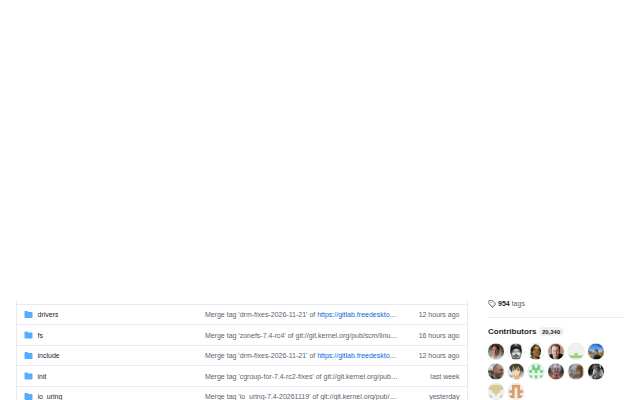 954 tags
drivers Merge tag 'drm-fixes-2026-11-21' of https://gitlab.freedeskto... 12 hours ago
Contributors 20,340
fs Merge tag 'zonefs-7.4-rc4' of git://git.kernel.org/pub/scm/linu... 16 hours ago
include Merge tag 'drm-fixes-2026-11-21' of https://gitlab.freedeskto... 12 hours ago
init Merge tag 'cgroup-for-7.4-rc2-fixes' of git://git.kernel.org/pub... last week
io_uring Merge tag 'io_uring-7.4-20261119' of git://git.kernel.org/pub/... yesterday